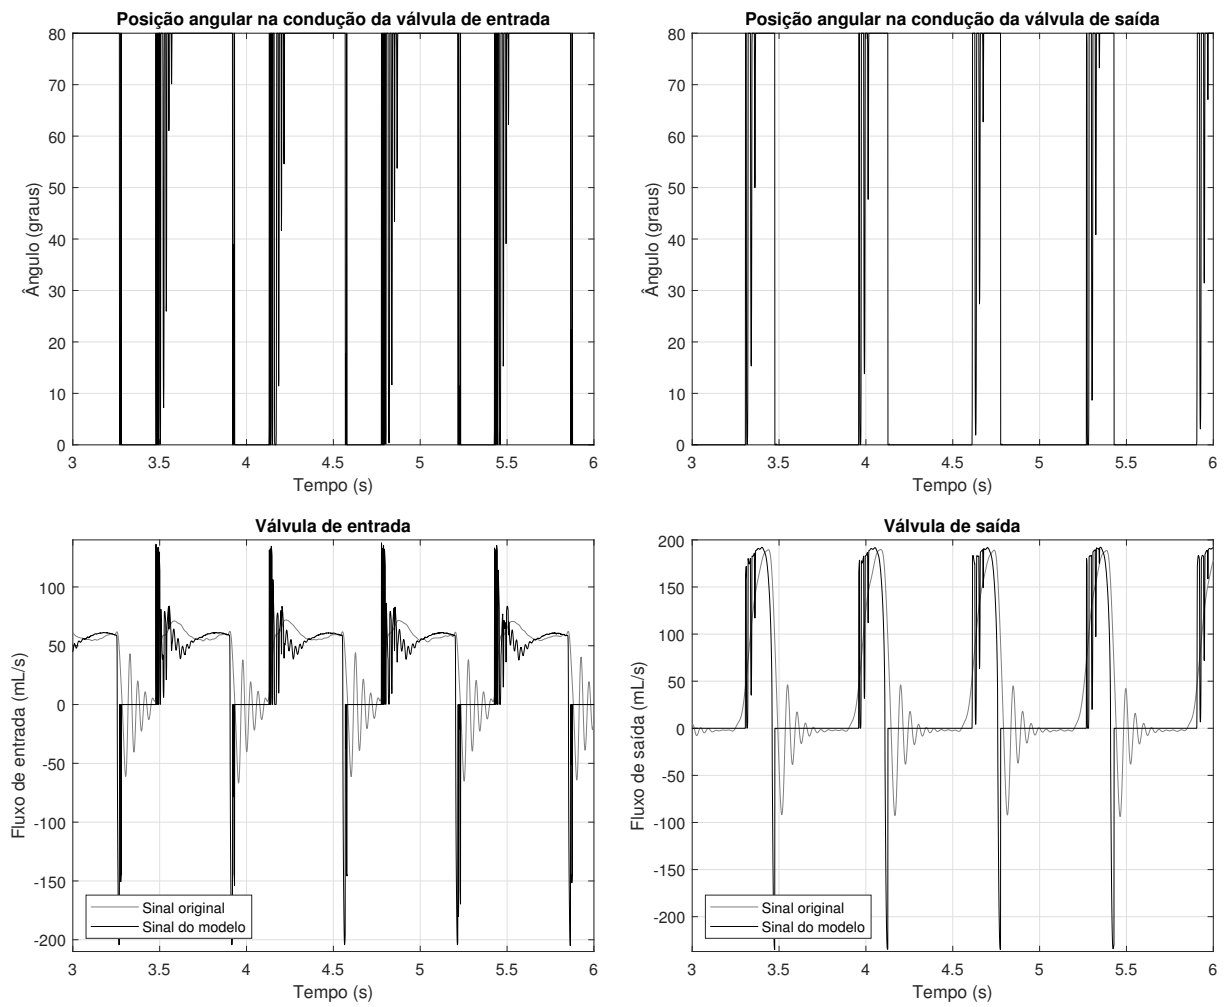 Posição angular na condução da válvula de entrada
80
70
60
50
40
30
20
10
0
Ângulo (graus)
3 3.5 4 4.5 5 5.5 6
Tempo (s)
Posição angular na condução da válvula de saída
80
70
60
50
40
30
20
10
0
Ângulo (graus)
3 3.5 4 4.5 5 5.5 6
Tempo (s)
Válvula de entrada
100
50
0
-50
-100
-150
-200
Fluxo de entrada (mL/s)
Sinal original
Sinal do modelo
3 3.5 4 4.5 5 5.5 6
Tempo (s)
Válvula de saída
200
150
100
50
0
-50
-100
-150
-200
Fluxo de saída (mL/s)
Sinal original
Sinal do modelo
3 3.5 4 4.5 5 5.5 6
Tempo (s)